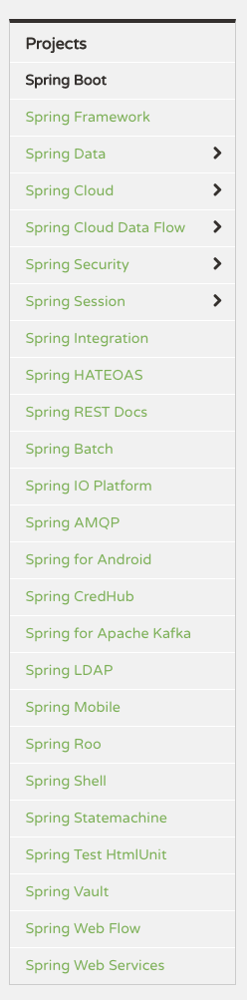 Projects
Spring Boot
Spring Framework
Spring Data
Spring Cloud
Spring Cloud Data Flow
Spring Security
Spring Session
Spring Integration
Spring HATEOAS
Spring REST Docs
Spring Batch
Spring IO Platform
Spring AMQP
Spring for Android
Spring CredHub
Spring for Apache Kafka
Spring LDAP
Spring Mobile
Spring Roo
Spring Shell
Spring Statemachine
Spring Test HtmlUnit
Spring Vault
Spring Web Flow
Spring Web Services